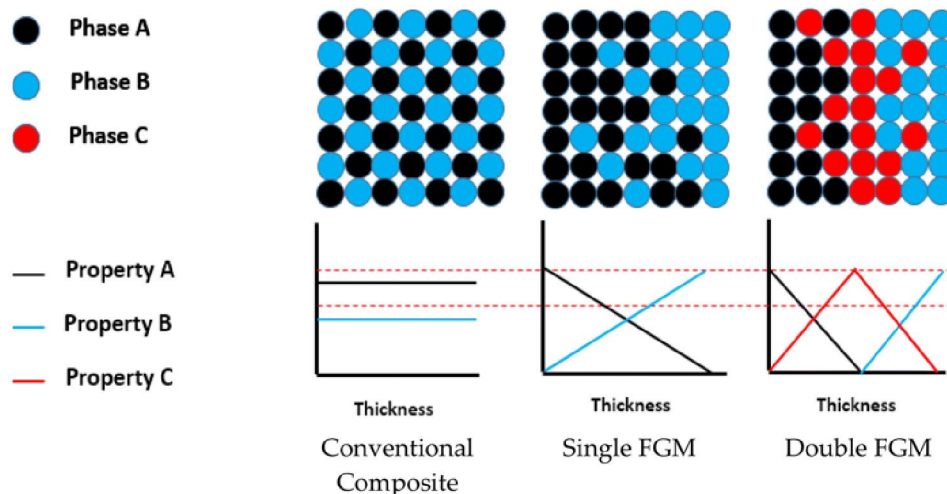 Phase A
Phase B
Phase C
Property A
Property B
Property C
Thickness
Thickness
Thickness
Conventional
Composite
Single FGM
Double FGM